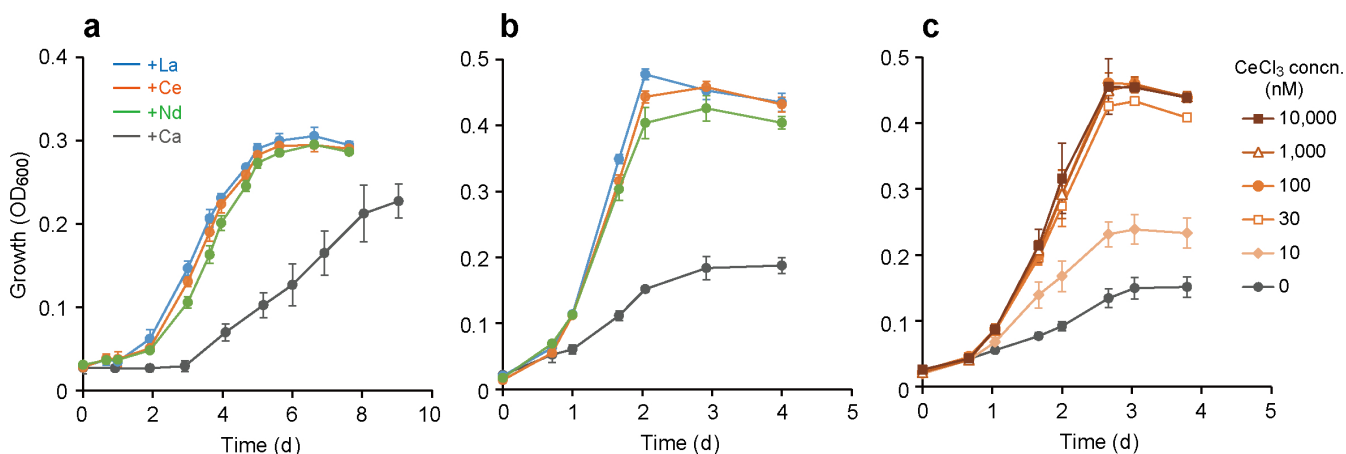 a
+La
+Ce
+Nd
+Ca
Growth (OD600)
0.4
0.3
0.2
0.1
0
0 2 4 6 8 10
Time (d)
b
0.5
0.4
0.3
0.2
0.1
0
0 1 2 3 4 5
Time (d)
c
0.5
0.4
0.3
0.2
0.1
0
0 1 2 3 4 5
Time (d)
CeCl3 concn.
(nM)
10,000
1,000
100
30
10
0